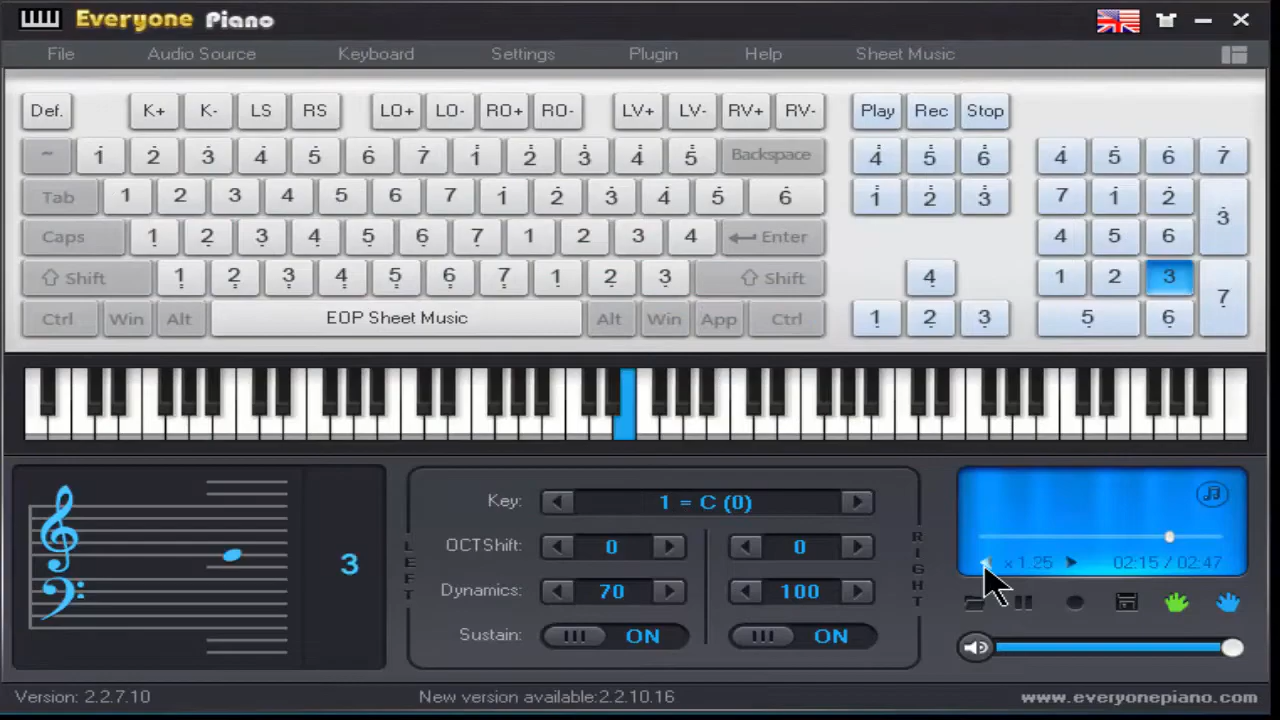 Everyone Piano
File Audio Source Keyboard Settings Plugin Help Sheet Music
Def. K+ K- LS RS LO+ LO- RO+ RO- LV+ LV- RV+ RV- Play Rec Stop
~ 1 2 3 4 5 6 7 1 2 3 4 5 Backspace 4 5 6 4 5 6 7
Tab 1 2 3 4 5 6 7 1 2 3 4 5 6 1 2 3 7 1 2 3
Caps 1 2 3 4 5 6 7 1 2 3 4 Enter 4 5 6
Shift 1 2 3 4 5 6 7 1 2 3 Shift 4 1 2 3 7
Ctrl Win Alt EOP Sheet Music Alt Win App Ctrl 1 2 3 5 6
Key: 1 = C (0)
OCTShift: 0 0
Dynamics: 70 100
Sustain: ON ON
LEFT
RIGHT
3
x 1.25 02:15 / 02:47
Version: 2.2.7.10 New version available:2.2.10.16 www.everyonepiano.com